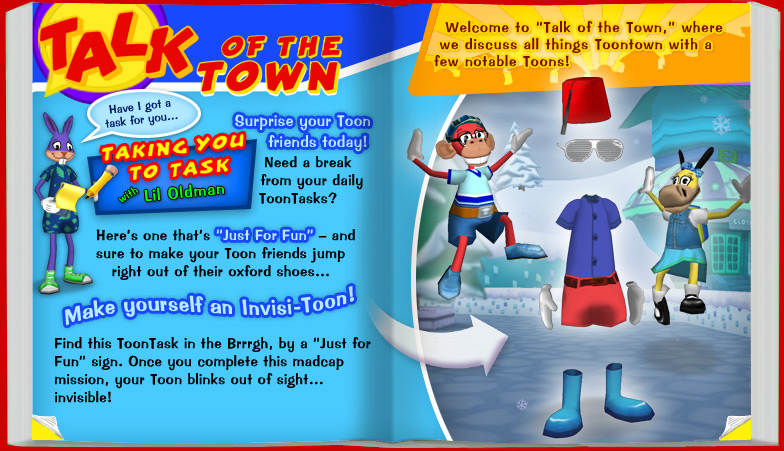 TALK
OF THE
TOWN
Have I got a
task for you...
TAKING YOU
TO TASK
with Lil Oldman
Surprise your Toon
friends today!
Need a break
from your daily
ToonTasks?
Here's one that's "Just For Fun" – and
sure to make your Toon friends jump
right out of their oxford shoes...
Make yourself an Invisi-Toon!
Find this ToonTask in the Brrrgh, by a "Just for
Fun" sign. Once you complete this madcap
mission, your Toon blinks out of sight...
invisible!
Welcome to "Talk of the Town," where
we discuss all things Toontown with a
few notable Toons!